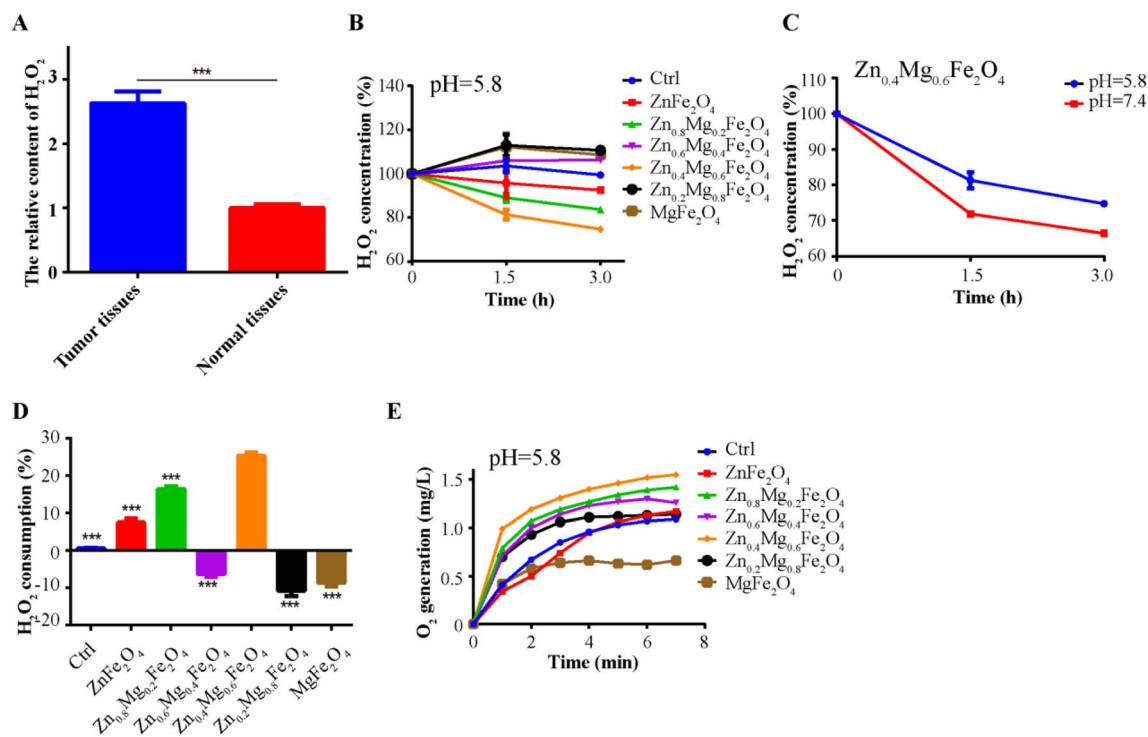 A
The relative content of H₂O₂
3
2
1
0
***
Tumor tissues
Normal tissues
B
H₂O₂ concentration (%)
140
120
100
80
60
pH=5.8
0
1.5
3.0
Time (h)
Ctrl
ZnFe₂O₄
Zn₀.₈Mg₀.₂Fe₂O₄
Zn₀.₆Mg₀.₄Fe₂O₄
Zn₀.₄Mg₀.₆Fe₂O₄
Zn₀.₂Mg₀.₈Fe₂O₄
MgFe₂O₄
C
H₂O₂ concentration (%)
110
100
90
80
70
60
Zn₀.₄Mg₀.₆Fe₂O₄
pH=5.8
pH=7.4
0
1.5
3.0
Time (h)
D
H₂O₂ consumption (%)
30
20
10
0
-10
-20
***
***
***
***
***
***
Ctrl
ZnFe₂O₄
Zn₀.₈Mg₀.₂Fe₂O₄
Zn₀.₆Mg₀.₄Fe₂O₄
Zn₀.₄Mg₀.₆Fe₂O₄
Zn₀.₂Mg₀.₈Fe₂O₄
MgFe₂O₄
E
O₂ generation (mg/L)
1.5
1.0
0.5
0
pH=5.8
0
2
4
6
8
Time (min)
Ctrl
ZnFe₂O₄
Zn₀.₈Mg₀.₂Fe₂O₄
Zn₀.₆Mg₀.₄Fe₂O₄
Zn₀.₄Mg₀.₆Fe₂O₄
Zn₀.₂Mg₀.₈Fe₂O₄
MgFe₂O₄